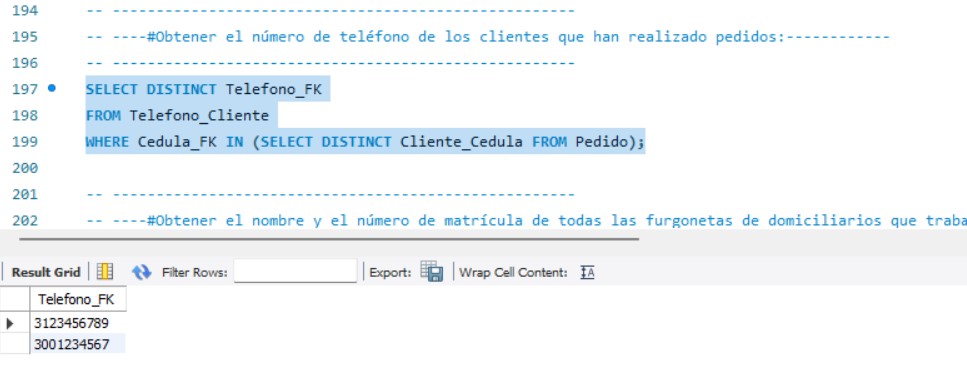 194 -- ----------------------------------------------------
195 -- ----#Obtener el número de teléfono de los clientes que han realizado pedidos:------------
196 -- ----------------------------------------------------
197 SELECT DISTINCT Telefono_FK
198 FROM Telefono_Cliente
199 WHERE Cedula_FK IN (SELECT DISTINCT Cliente_Cedula FROM Pedido);
200
201 -- ----------------------------------------------------
202 -- ----#Obtener el nombre y el número de matrícula de todas las furgonetas de domiciliarios que traba
Result Grid Filter Rows: Export: Wrap Cell Content: IA
Telefono_FK
3123456789
3001234567